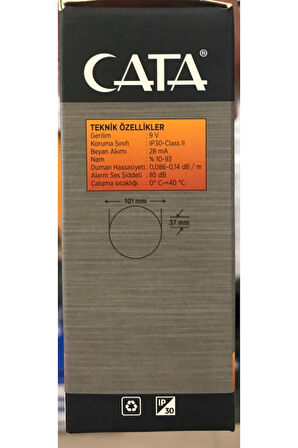 CATA®
TEKNİK ÖZELLİKLER
Gerilim : 9 V
Koruma Sınıfı : IP30-Class II
Beyan Akımı : 28 mA
Nem : % 10-93
Duman Hassasiyeti : 0,086-0,14 dB / m
Alarm Ses Şiddeti : 85 dB
Çalışma sıcaklığı : 0° C-+40 °C
101 mm
37 mm
IP
30